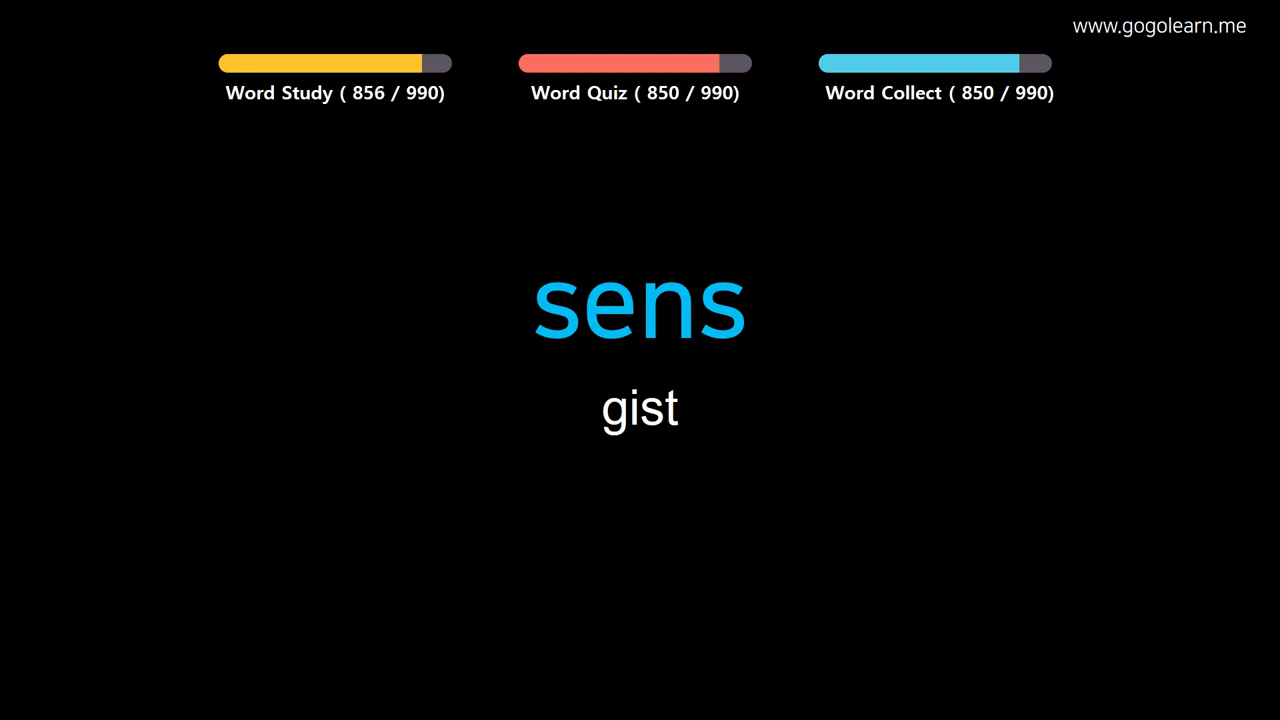 www.gogolearn.me
Word Study ( 856 / 990)
Word Quiz ( 850 / 990)
Word Collect ( 850 / 990)
sens
gist